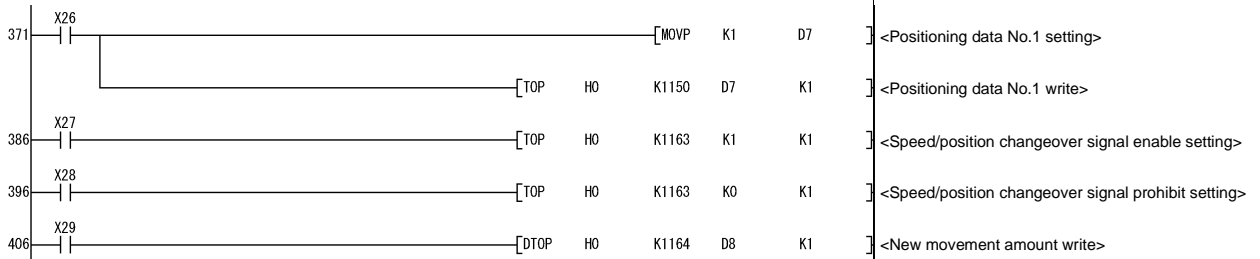 X26
371 [MOVP K1 D7 ] <Positioning data No.1 setting>
[TOP H0 K1150 D7 K1 ] <Positioning data No.1 write>
X27
386 [TOP H0 K1163 K1 K1 ] <Speed/position changeover signal enable setting>
X28
396 [TOP H0 K1163 K0 K1 ] <Speed/position changeover signal prohibit setting>
X29
406 [DTOP H0 K1164 D8 K1 ] <New movement amount write>